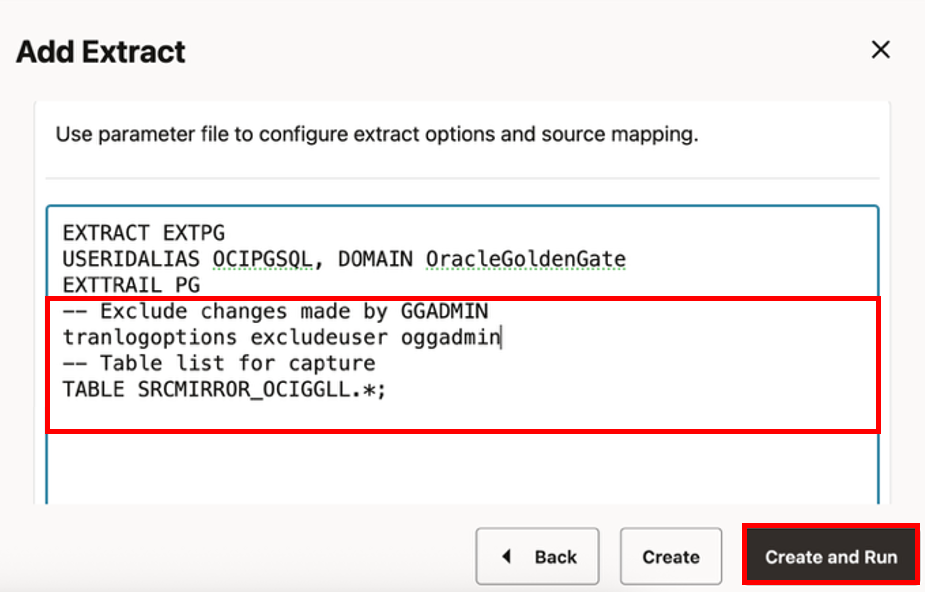 Add Extract
Use parameter file to configure extract options and source mapping.
EXTRACT EXTPG
USERIDALIAS OCIPGSQL, DOMAIN OracleGoldenGate
EXTTRAIL PG
-- Exclude changes made by GGADMIN
tranlogoptions excludeuser oggadmin
-- Table list for capture
TABLE SRCMIRROR_OCIGGLL.*;
Back
Create
Create and Run